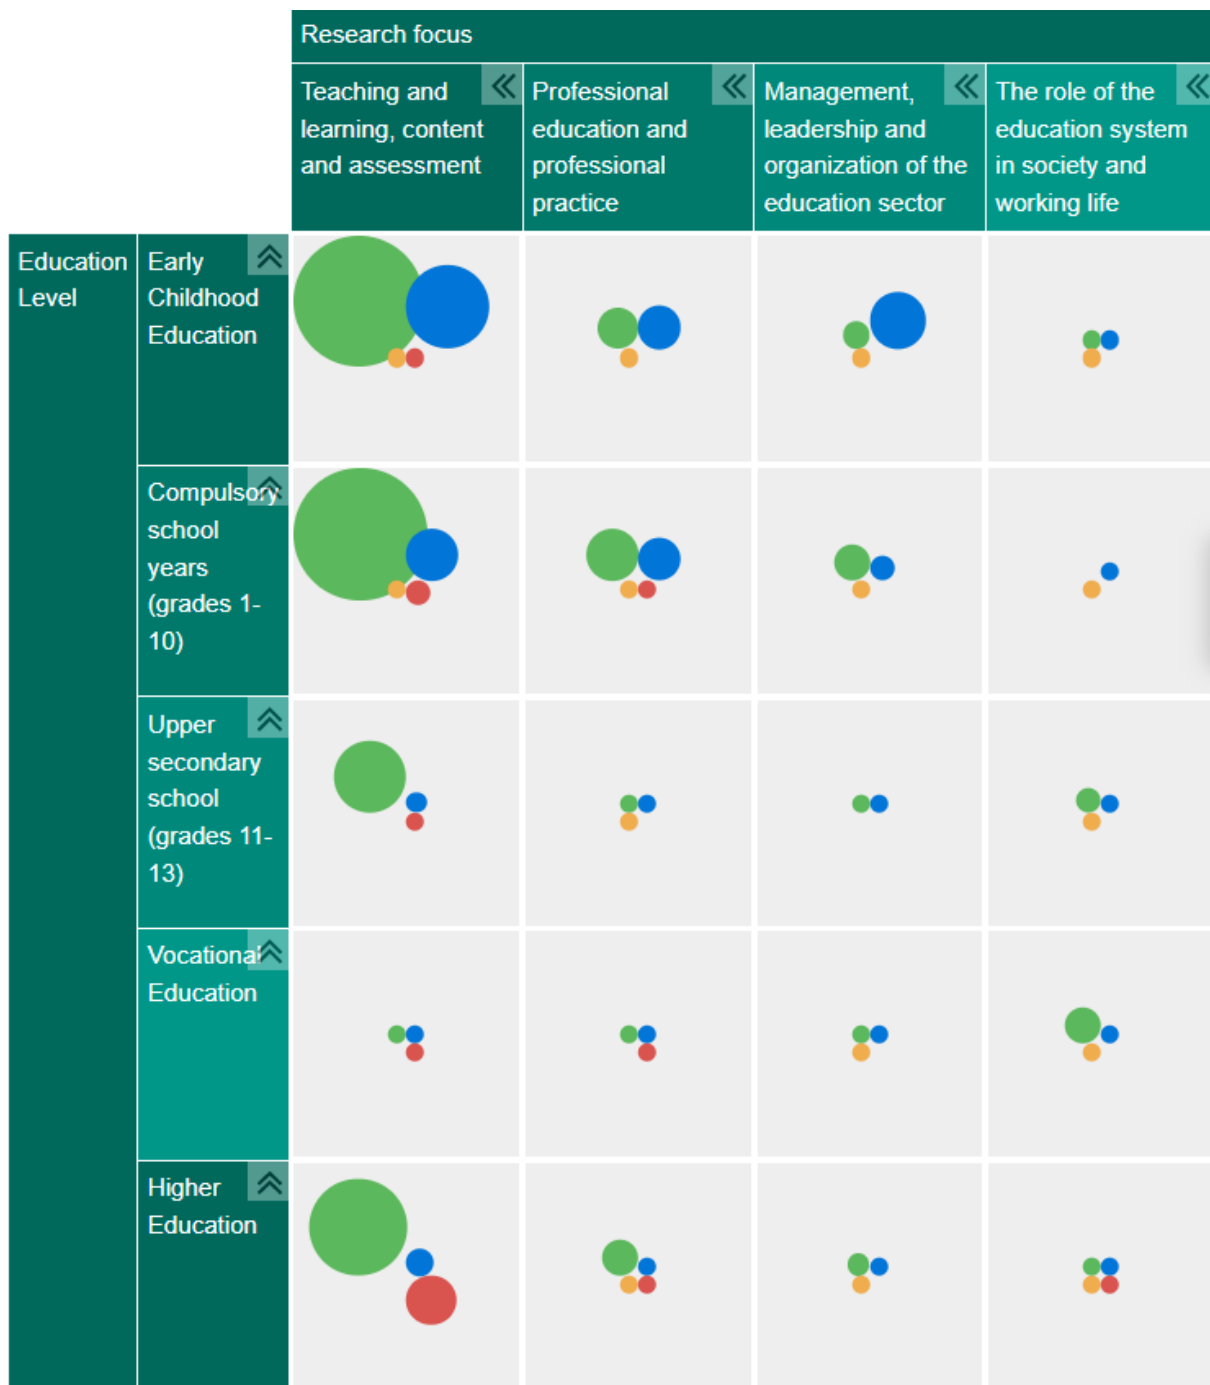 Research focus
Teaching and
learning, content
and assessment
Professional
education and
professional
practice
Management,
leadership and
organization of the
education sector
The role of the
education system
in society and
working life
Education
Level
Early
Childhood
Education
Compulsory
school
years
(grades 1-
10)
Upper
secondary
school
(grades 11-
13)
Vocational
Education
Higher
Education